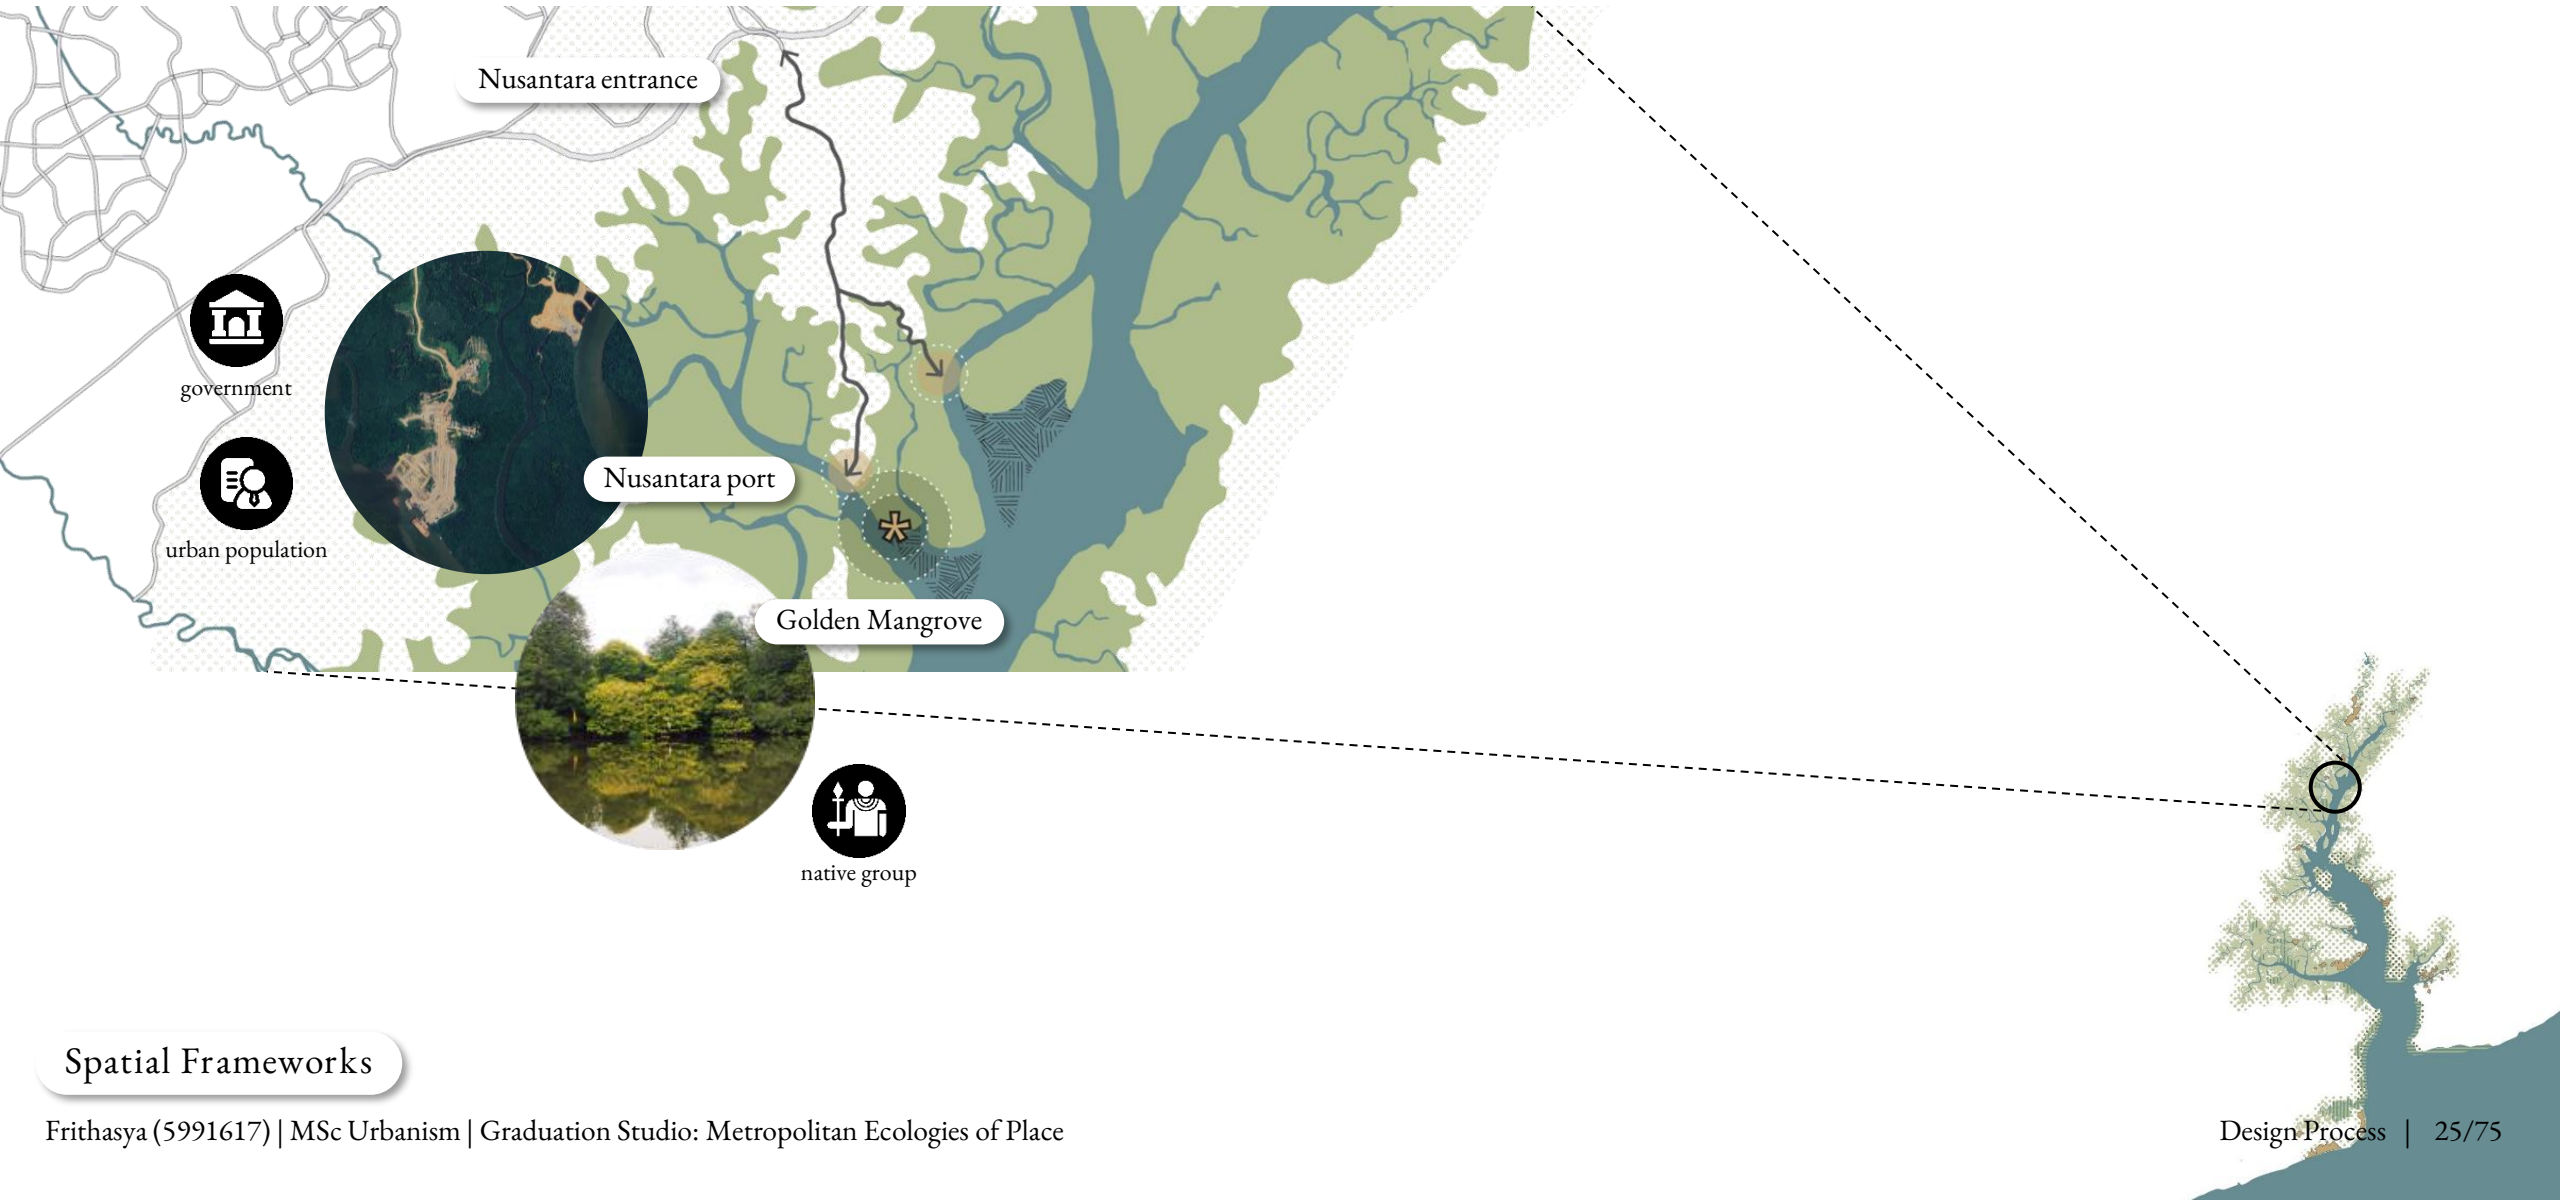 Nusantara entrance
government
Nusantara port
urban population
Golden Mangrove
native group
Spatial Frameworks
Frithasya (5991617) | MSc Urbanism | Graduation Studio: Metropolitan Ecologies of Place
Design Process | 25/75